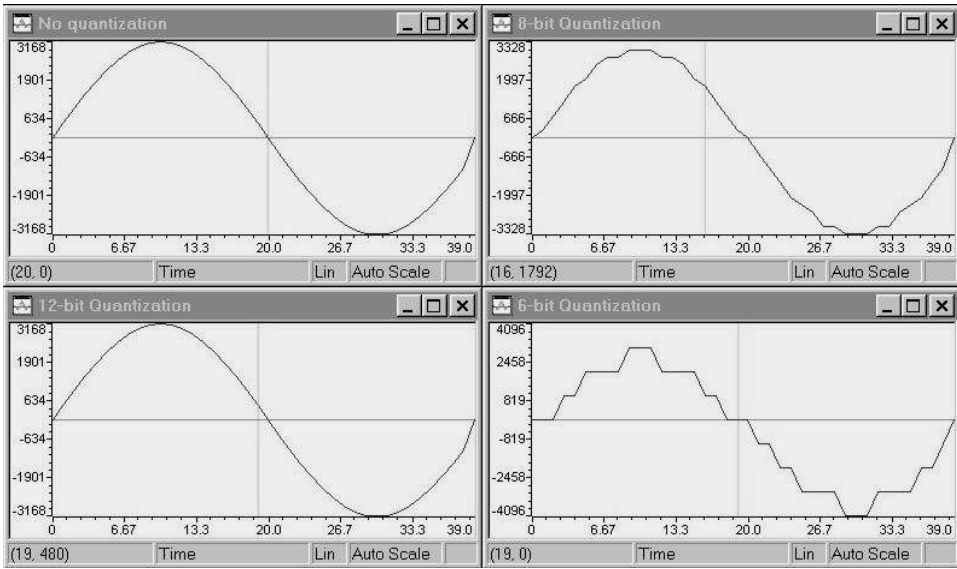 No quantization
3168
1901
634
-634
-1901
-3168
0 6.67 13.3 20.0 26.7 33.3 39.0
(20, 0) Time Lin Auto Scale
8-bit Quantization
3328
1997
666
-666
-1997
-3328
0 6.67 13.3 20.0 26.7 33.3 39.0
(16, 1792) Time Lin Auto Scale
12-bit Quantization
3168
1901
634
-634
-1901
-3168
0 6.67 13.3 20.0 26.7 33.3 39.0
(19, 480) Time Lin Auto Scale
6-bit Quantization
4096
2458
819
-819
-2458
-4096
0 6.67 13.3 20.0 26.7 33.3 39.0
(19, 0) Time Lin Auto Scale